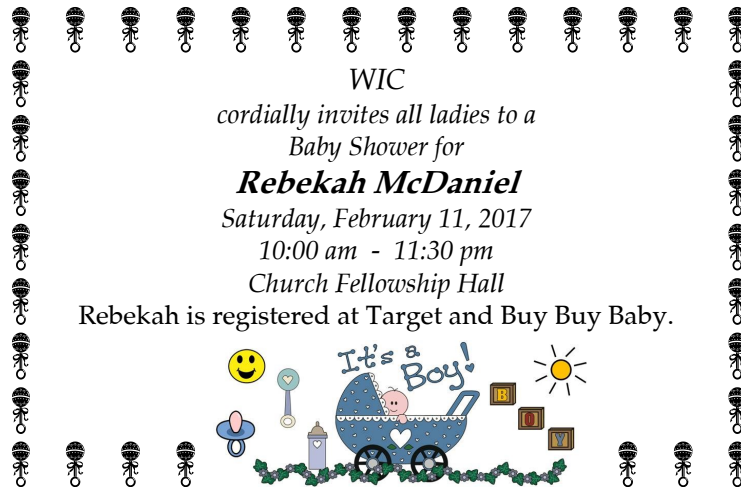 WIC
cordially invites all ladies to a
Baby Shower for
Rebekah McDaniel
Saturday, February 11, 2017
10:00 am - 11:30 pm
Church Fellowship Hall
Rebekah is registered at Target and Buy Buy Baby.
It's a
Boy!
B
O
Y